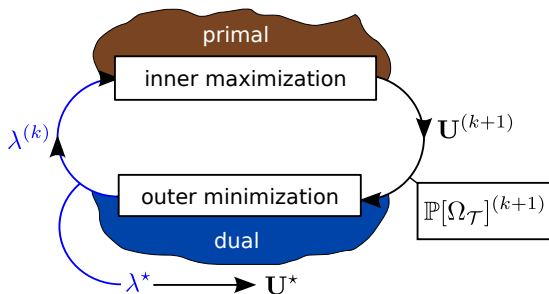 primal
inner maximization
λ^{(k)}
𝐔^{(k+1)}
outer minimization
ℙ[Ω_𝒯]^{(k+1)}
dual
λ^⋆
𝐔^⋆